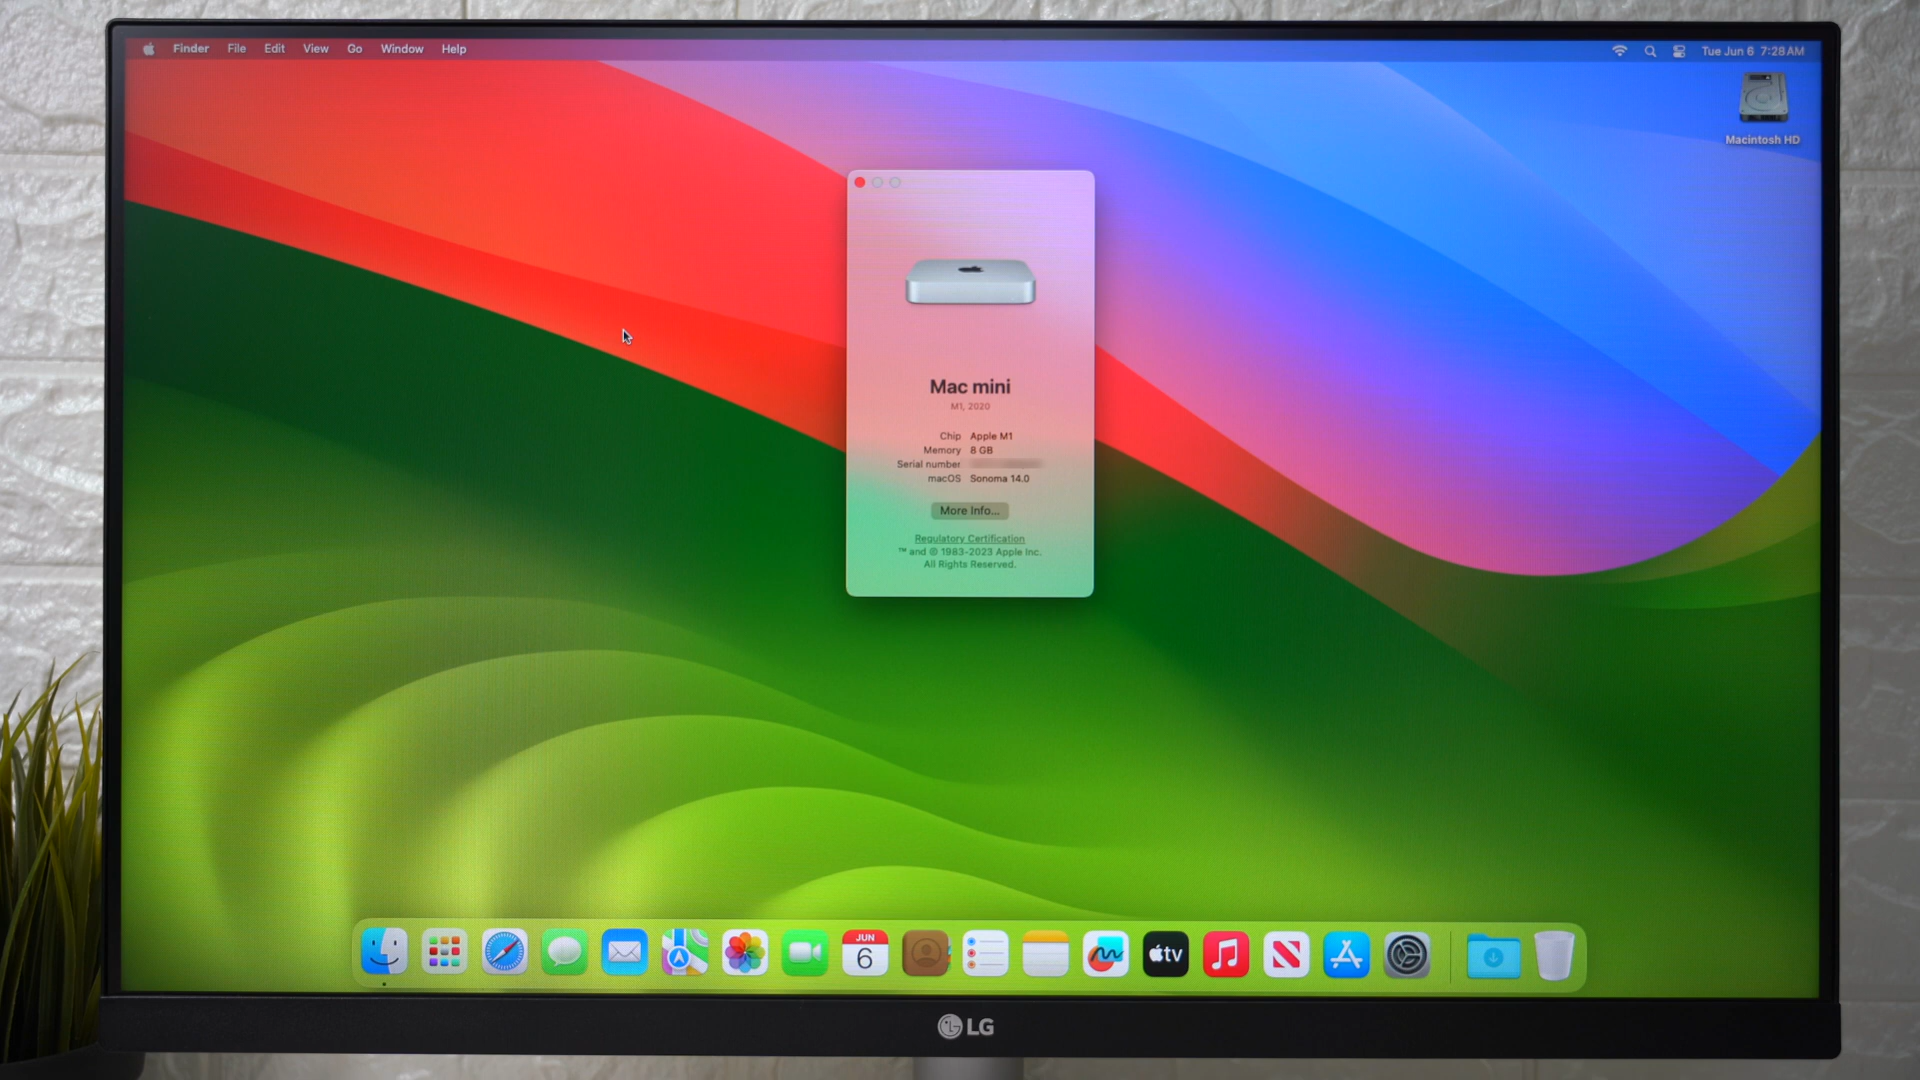 Finder File Edit View Go Window Help
Tue Jun 6 7:28 AM
Macintosh HD
Mac mini
M1, 2020
Chip Apple M1
Memory 8 GB
Serial number
macOS Sonoma 14.0
More Info...
Regulatory Certification
™ and © 1983-2023 Apple Inc.
All Rights Reserved.
JUN
6
tv
LG